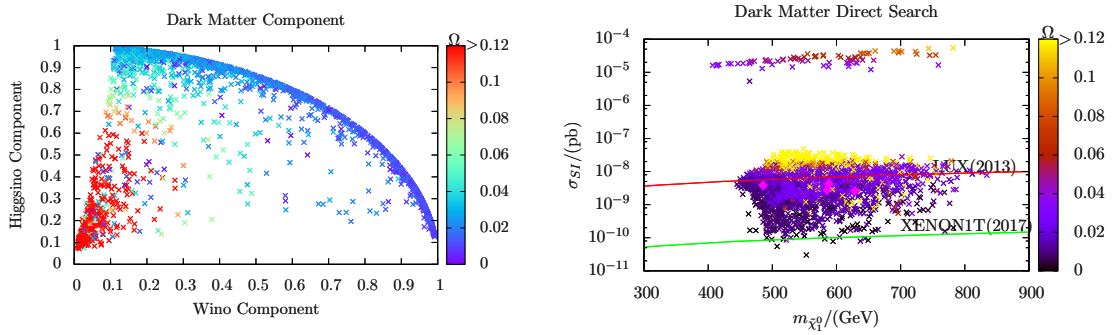 Dark Matter Component
Higgsino Component
1
0.9
0.8
0.7
0.6
0.5
0.4
0.3
0.2
0.1
0
0 0.1 0.2 0.3 0.4 0.5 0.6 0.7 0.8 0.9 1
Wino Component
Ω >
0.12
0.1
0.08
0.06
0.04
0.02
0
Dark Matter Direct Search
σ_{SI}/(pb)
10^{−4}
10^{−5}
10^{−6}
10^{−7}
10^{−8}
10^{−9}
10^{−10}
10^{−11}
LUX(2013)
XENON1T(2017)
300 400 500 600 700 800 900
m_{χ̃_1^0}/(GeV)
Ω >
0.12
0.1
0.08
0.06
0.04
0.02
0